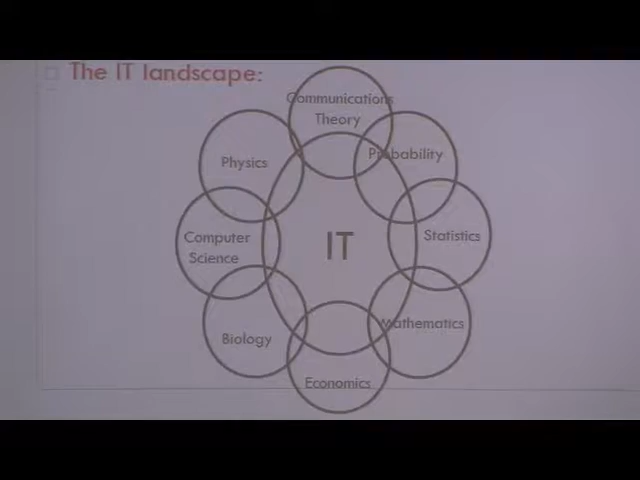 The IT landscape:
Communications
Theory
Physics
Probability
Computer
Science
IT
Statistics
Biology
Mathematics
Economics